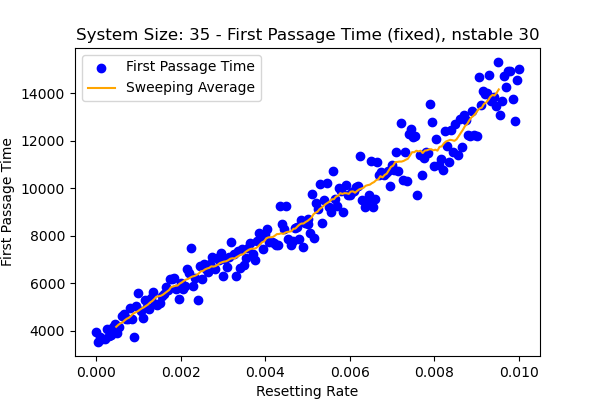 System Size: 35 - First Passage Time (fixed), nstable 30
First Passage Time
Sweeping Average
First Passage Time
14000
12000
10000
8000
6000
4000
0.000 0.002 0.004 0.006 0.008 0.010
Resetting Rate